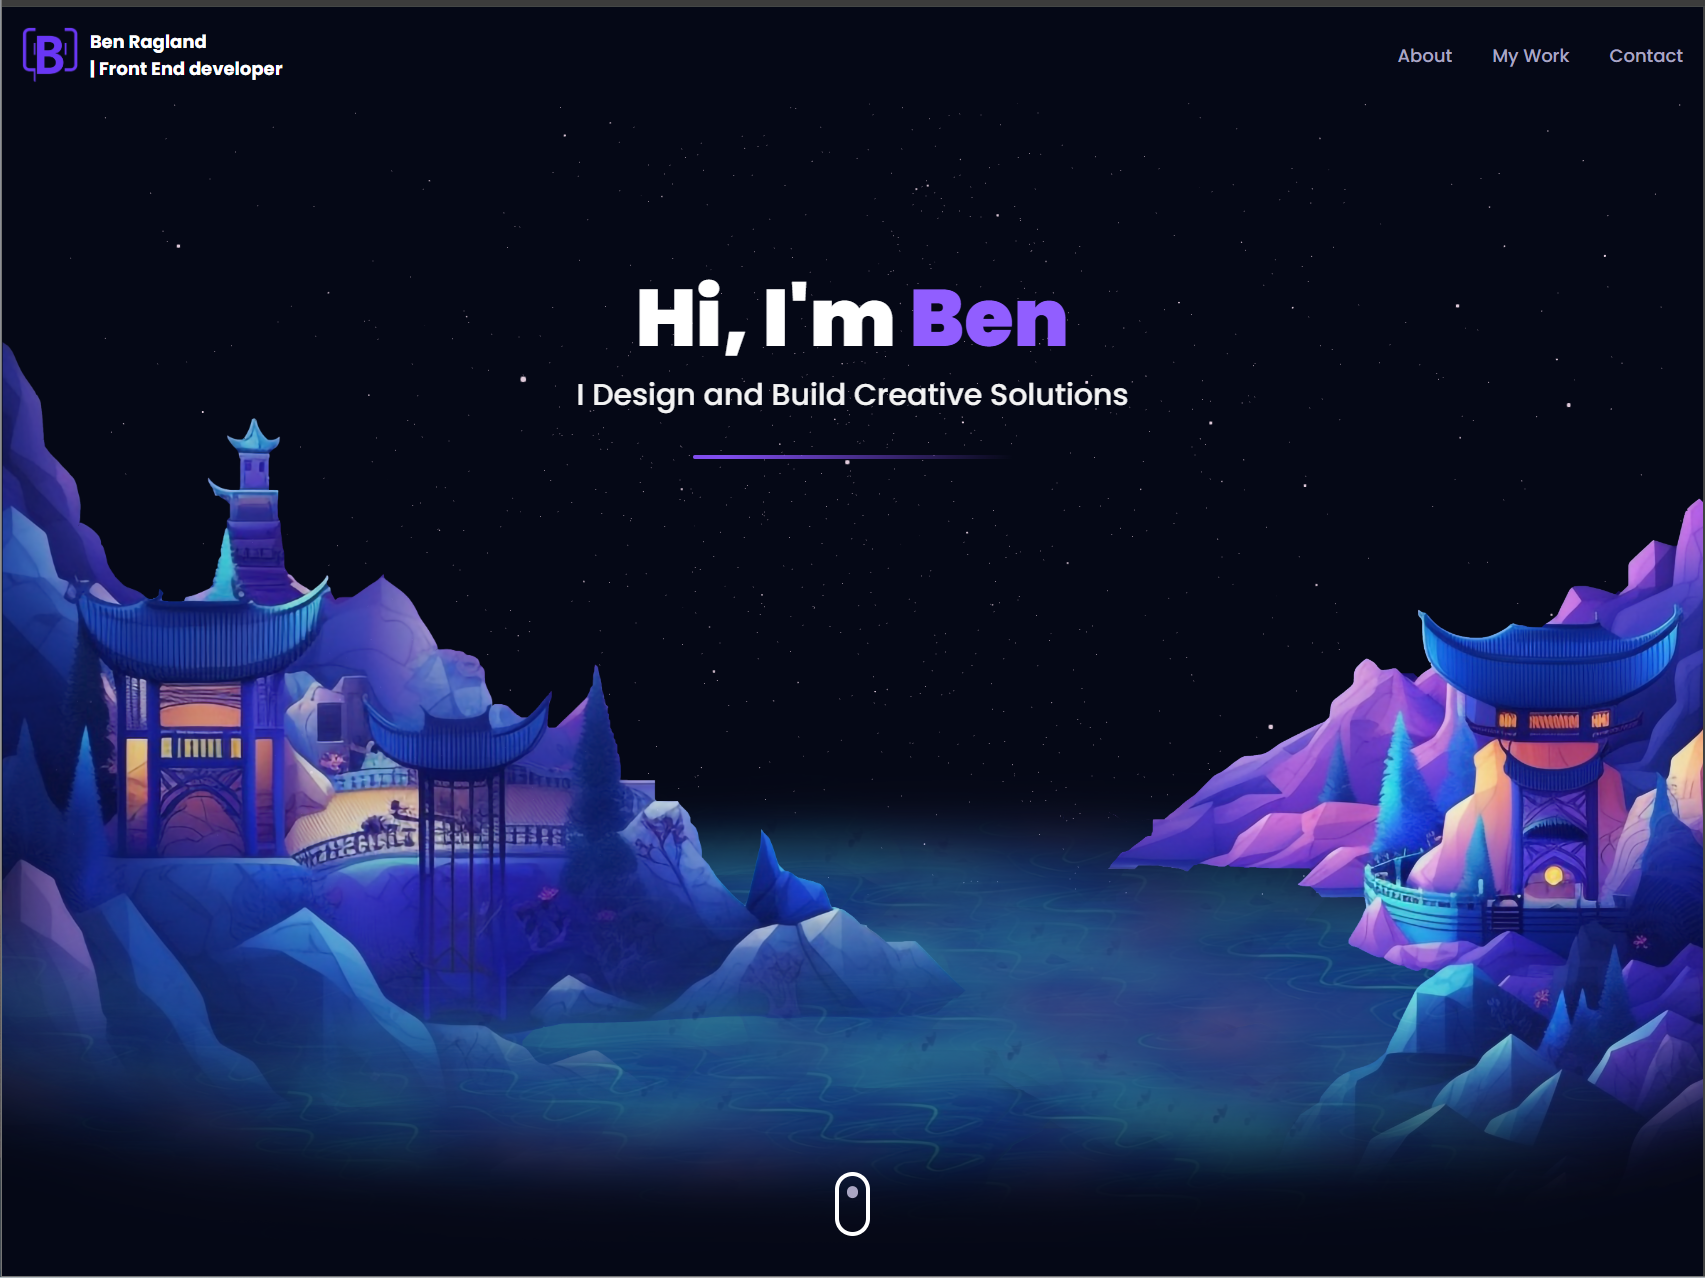 B
Ben Ragland
| Front End developer
About
My Work
Contact
Hi, I'm Ben
I Design and Build Creative Solutions